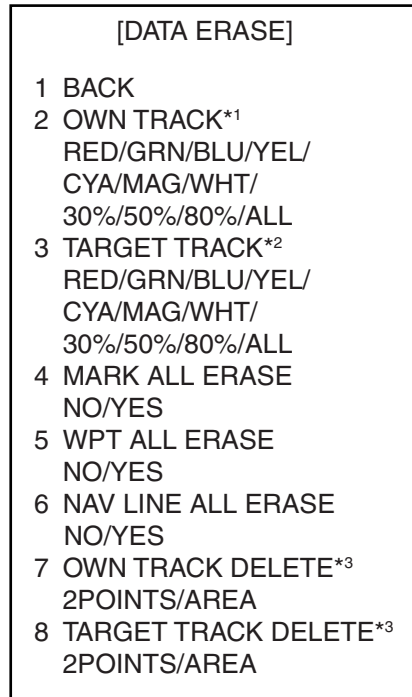 [DATA ERASE]
1 BACK
2 OWN TRACK*1
RED/GRN/BLU/YEL/
CYA/MAG/WHT/
30%/50%/80%/ALL
3 TARGET TRACK*2
RED/GRN/BLU/YEL/
CYA/MAG/WHT/
30%/50%/80%/ALL
4 MARK ALL ERASE
NO/YES
5 WPT ALL ERASE
NO/YES
6 NAV LINE ALL ERASE
NO/YES
7 OWN TRACK DELETE*3
2POINTS/AREA
8 TARGET TRACK DELETE*3
2POINTS/AREA